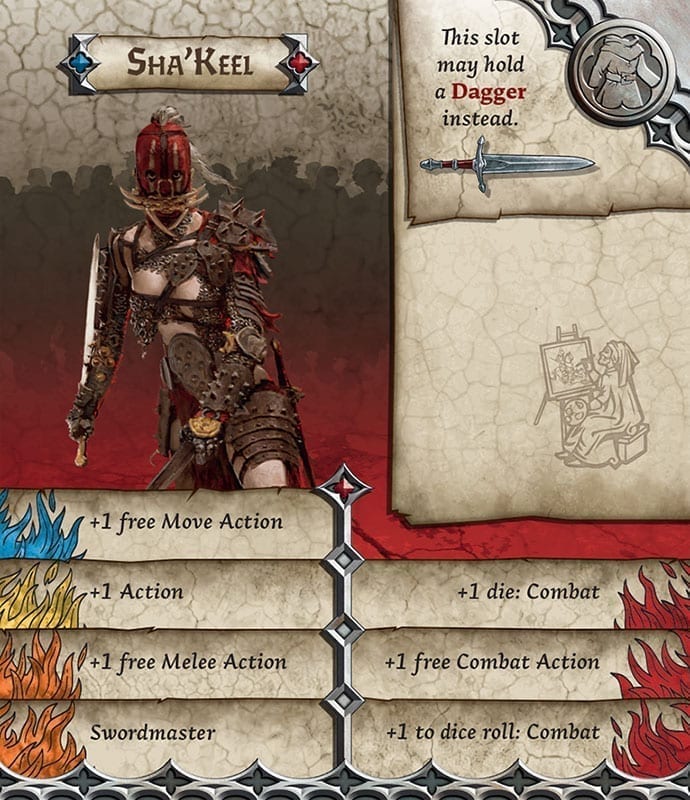 Sha'Keel
This slot
may hold
a Dagger
instead.
+1 free Move Action
+1 Action
+1 free Melee Action
Swordmaster
+1 die: Combat
+1 free Combat Action
+1 to dice roll: Combat